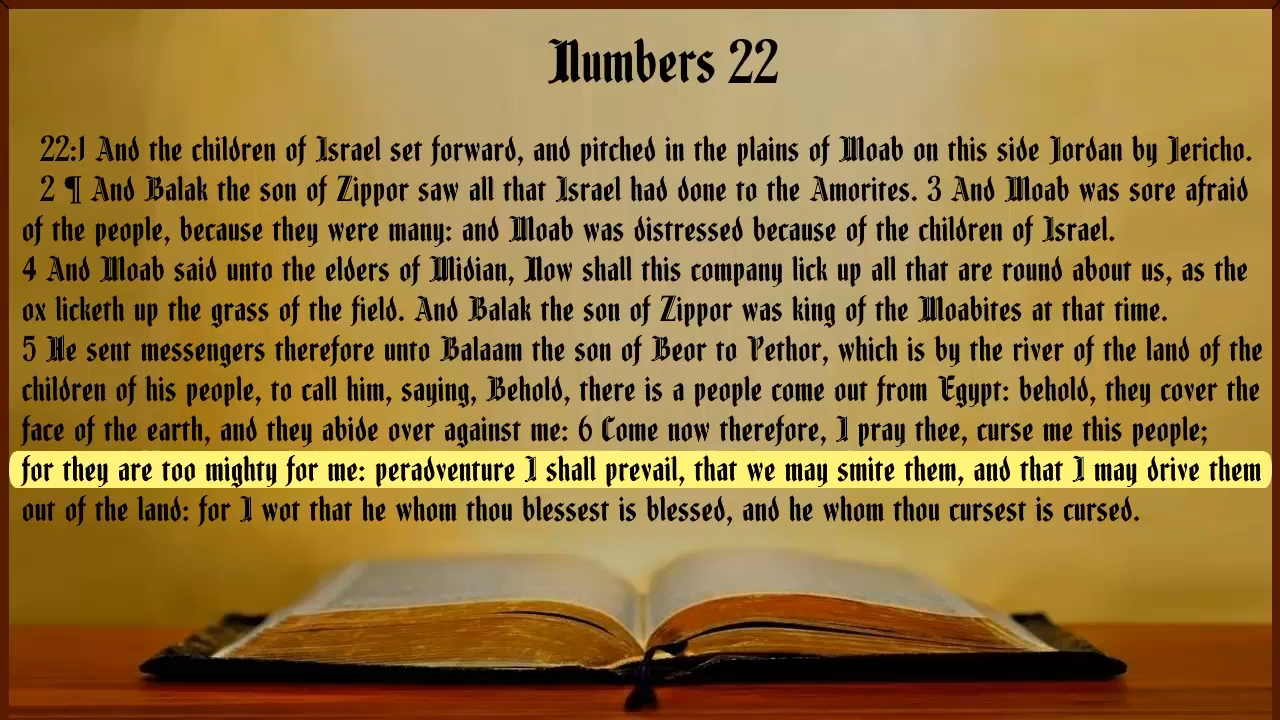 Numbers 22
22:1 And the children of Israel set forward, and pitched in the plains of Moab on this side Jordan by Jericho.
2 ¶ And Balak the son of Zippor saw all that Israel had done to the Amorites. 3 And Moab was sore afraid
of the people, because they were many: and Moab was distressed because of the children of Israel.
4 And Moab said unto the elders of Midian, Now shall this company lick up all that are round about us, as the
ox licketh up the grass of the field. And Balak the son of Zippor was king of the Moabites at that time.
5 He sent messengers therefore unto Balaam the son of Beor to Pethor, which is by the river of the land of the
children of his people, to call him, saying, Behold, there is a people come out from Egypt: behold, they cover the
face of the earth, and they abide over against me: 6 Come now therefore, I pray thee, curse me this people;
for they are too mighty for me: peradventure I shall prevail, that we may smite them, and that I may drive them
out of the land: for I wot that he whom thou blessest is blessed, and he whom thou cursest is cursed.